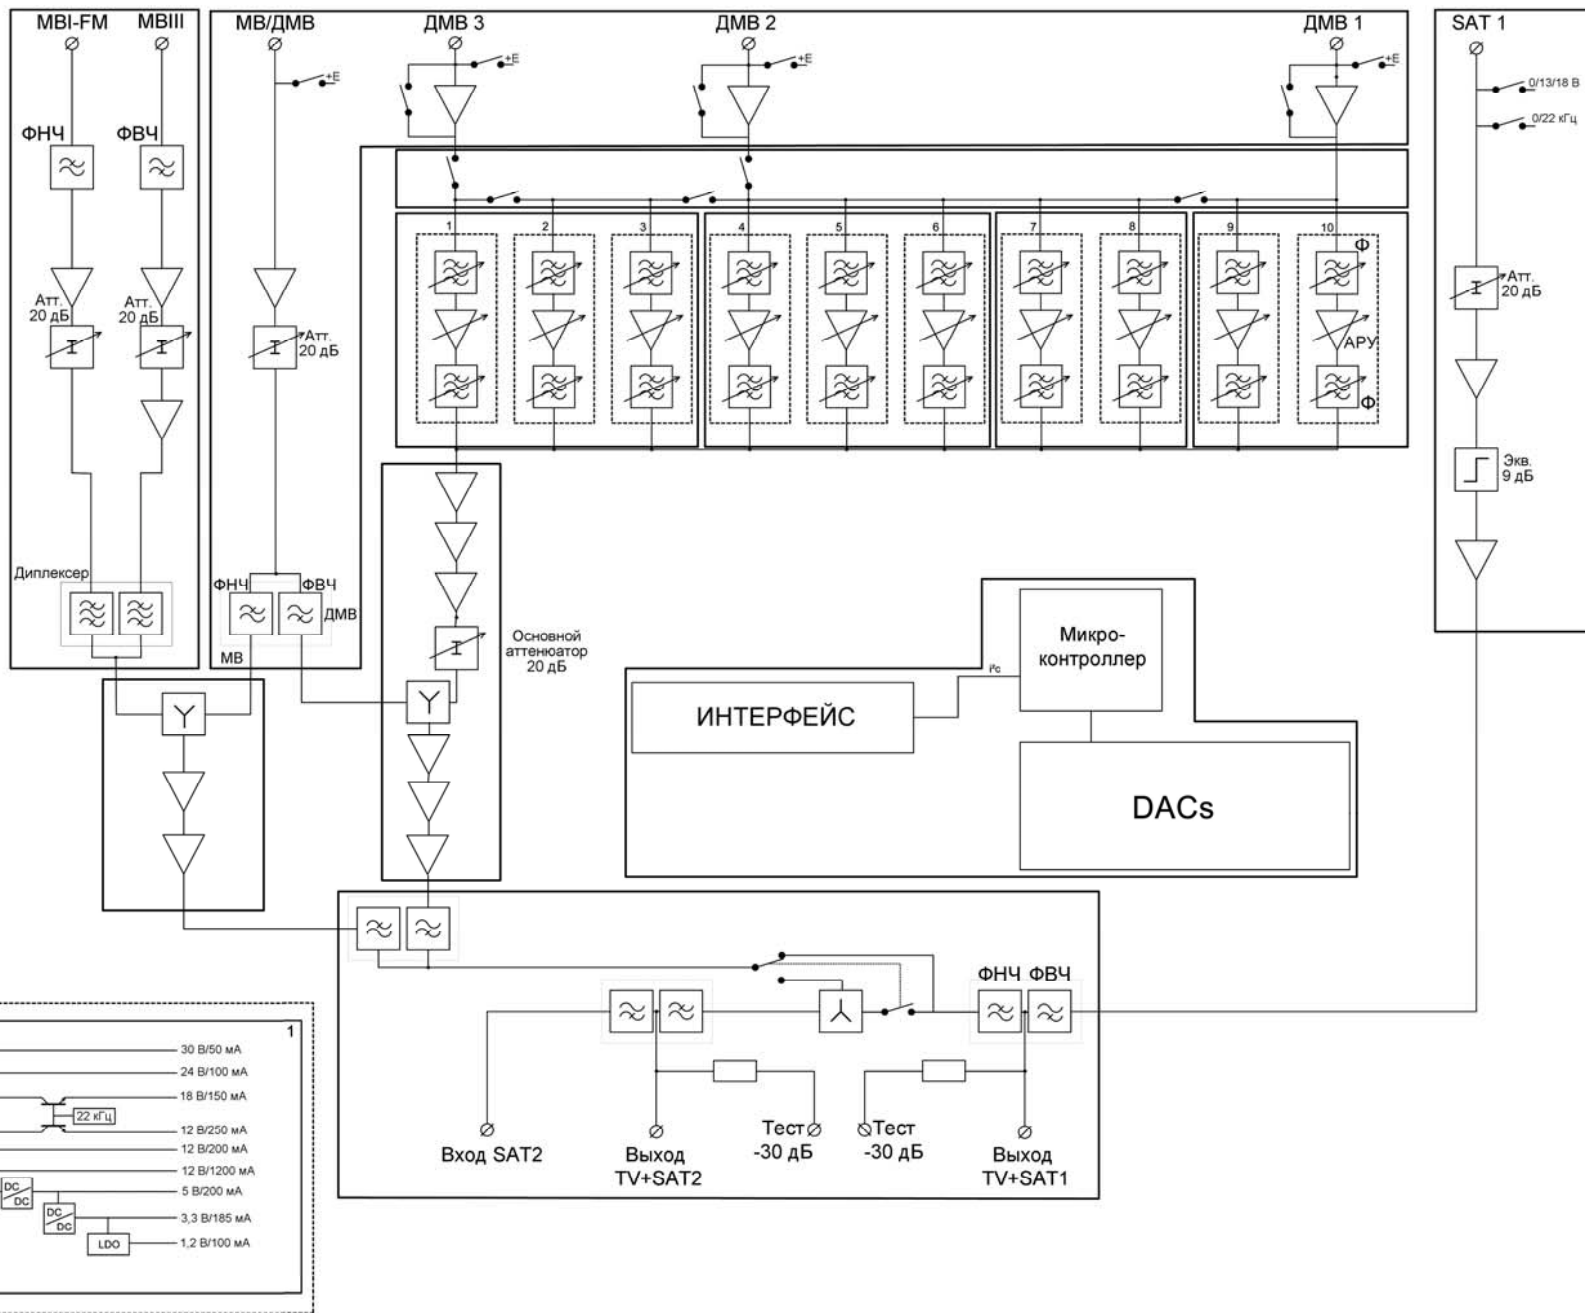 МВI-FM
МВIII
МВ/ДМВ
ДМВ 3
ДМВ 2
ДМВ 1
SAT 1
+E
+E
+E
+E
0/13/18 В
0/22 кГц
ФНЧ
ФВЧ
1
2
3
4
5
6
7
8
9
10
Ф
АРУ
Ф
Атт.
20 дБ
Атт.
20 дБ
Атт.
20 дБ
Атт.
20 дБ
Экв.
9 дБ
Диплексер
ФНЧ
ФВЧ
ДМВ
МВ
Основной
аттенюатор
20 дБ
Микро-
контроллер
i²c
ИНТЕРФЕЙС
DACs
ФНЧ
ФВЧ
Вход SAT2
Выход
TV+SAT2
Тест
-30 дБ
Тест
-30 дБ
Выход
TV+SAT1
1
30 В/50 мА
24 В/100 мА
18 В/150 мА
22 кГц
12 В/250 мА
12 В/200 мА
12 В/1200 мА
DC
DC
5 В/200 мА
DC
DC
3,3 В/185 мА
LDO
1,2 В/100 мА